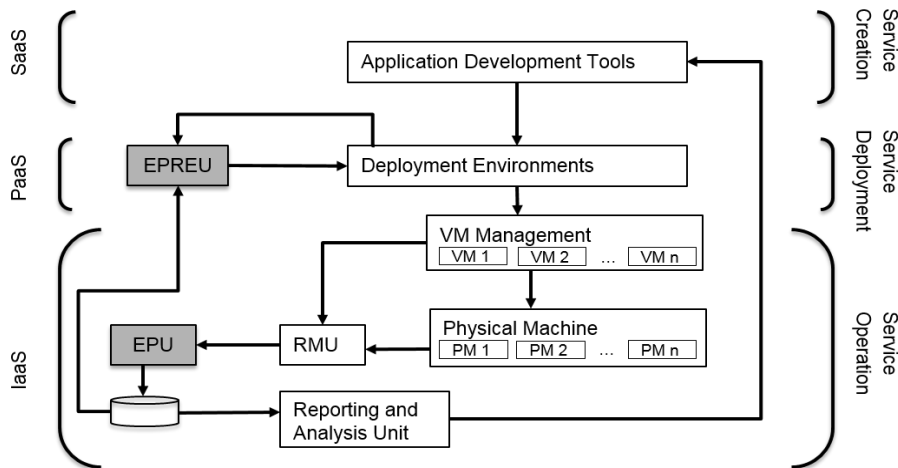 SaaS
Application Development Tools
Service
Creation
PaaS
EPREU
Deployment Environments
Service
Deployment
VM Management
VM 1 VM 2 ... VM n
IaaS
EPU
RMU
Physical Machine
PM 1 PM 2 ... PM n
Service
Operation
Reporting and
Analysis Unit